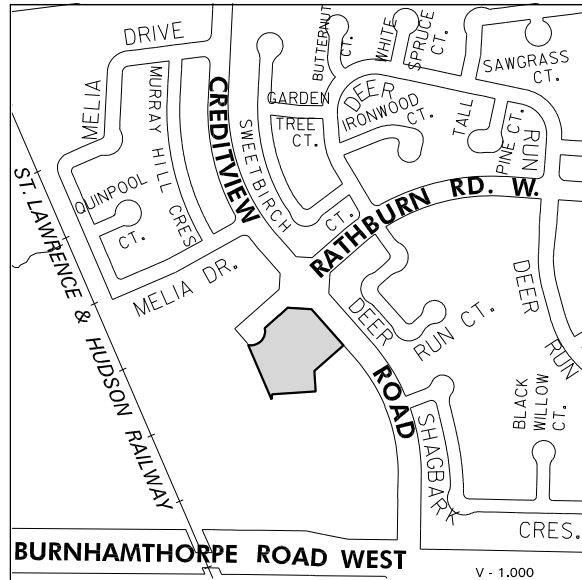 DRIVE
BUTTERNUT
CT.
WHITE
SPRUCE
CT.
SAWGRASS
CT.
MELIA
MURRAY HILL CRES
CREDITVIEW
SWEETBIRCH
CT.
GARDEN
TREE
CT.
DEER
RUN
IRONWOOD
CT.
TALL
PINE CT.
QUINPOOL
CT.
RATHBURN RD. W.
MELIA DR.
ST. LAWRENCE & HUDSON RAILWAY
DEER
RUN CT.
DEER
RUN
ROAD
BLACK
WILLOW
CT.
SHAGBARK
CRES.
BURNHAMTHORPE ROAD WEST
V - 1.000